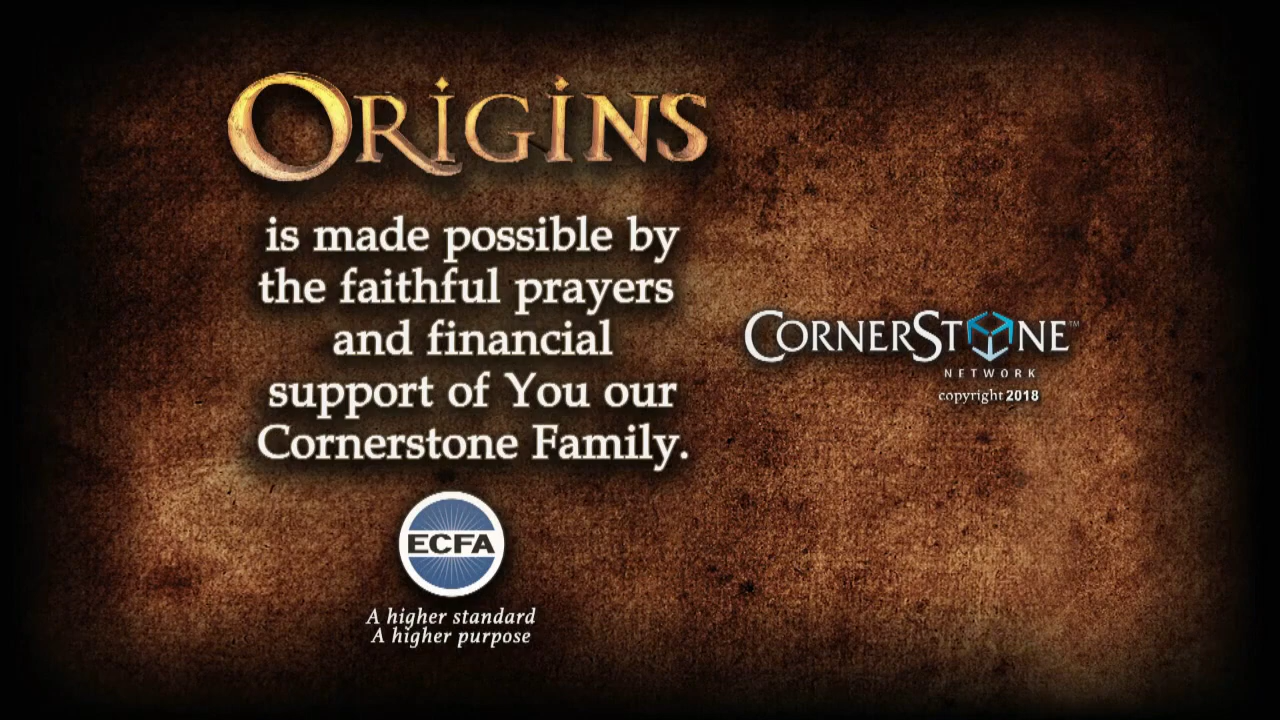 ORIGINS
is made possible by
the faithful prayers
and financial
support of You our
Cornerstone Family.
ECFA
A higher standard
A higher purpose
CORNERSTONE™
NETWORK
copyright 2018